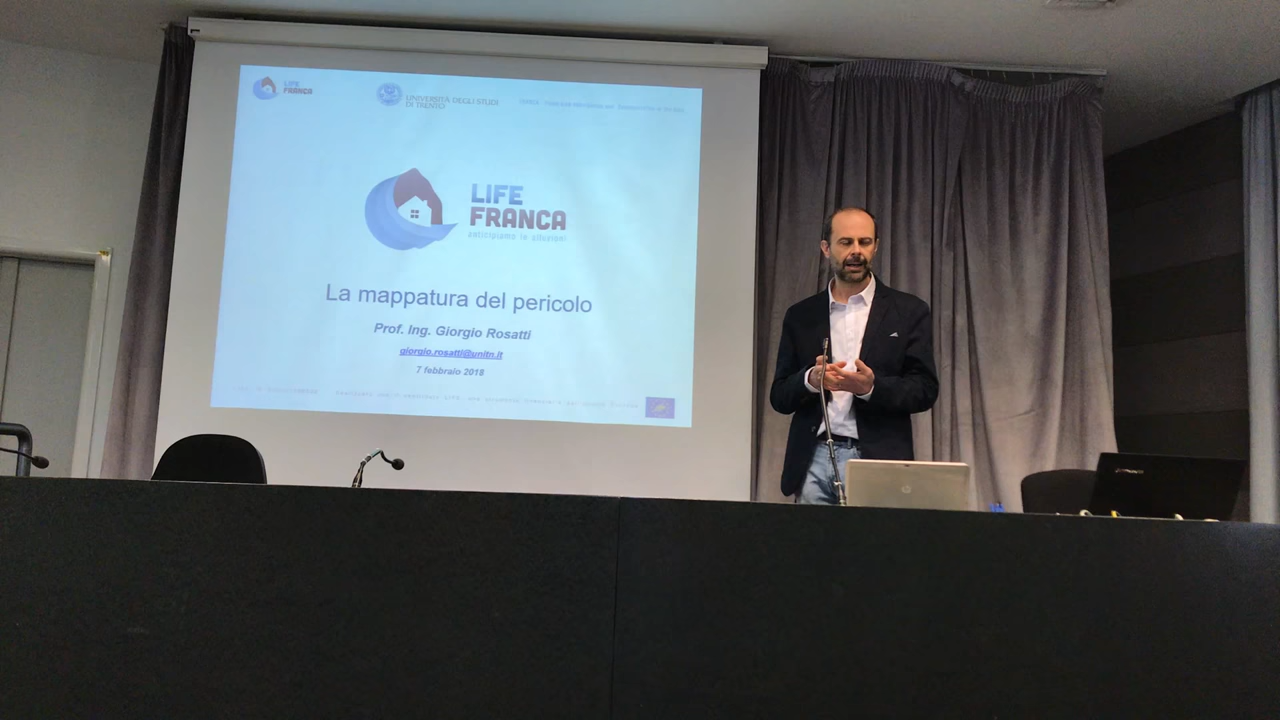 LIFE
FRANCA
UNIVERSITÀ DEGLI STUDI
DI TRENTO
LIFE
FRANCA
anticipiamo le alluvioni
La mappatura del pericolo
Prof. Ing. Giorgio Rosatti
giorgio.rosatti@unitn.it
7 febbraio 2018
hp